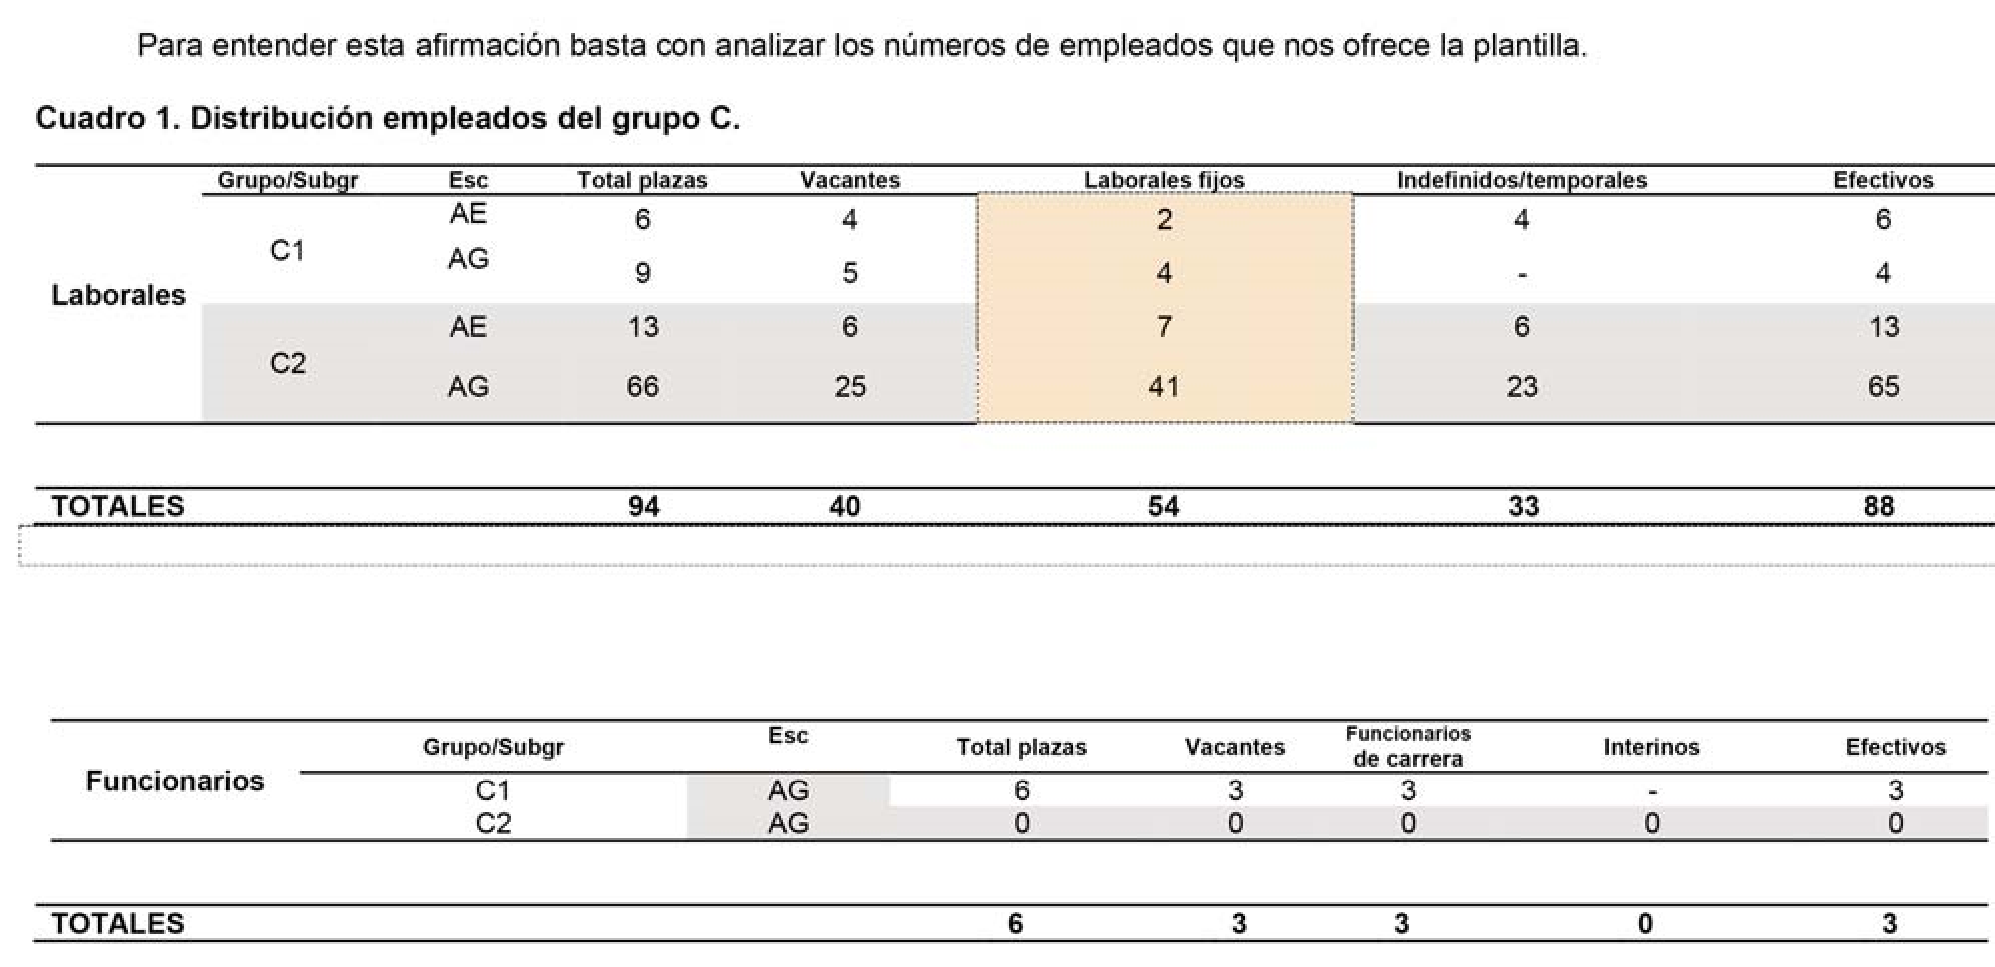 Para entender esta afirmación basta con analizar los números de empleados que nos ofrece la plantilla.
Cuadro 1. Distribución empleados del grupo C.
Grupo/Subgr Esc Total plazas Vacantes Laborales fijos Indefinidos/temporales Efectivos
Laborales
C1
AE 6 4 2 4 6
AG 9 5 4 - 4
C2
AE 13 6 7 6 13
AG 66 25 41 23 65
TOTALES 94 40 54 33 88
Funcionarios
Grupo/Subgr Esc Total plazas Vacantes Funcionarios de carrera Interinos Efectivos
C1 AG 6 3 3 - 3
C2 AG 0 0 0 0 0
TOTALES 6 3 3 0 3